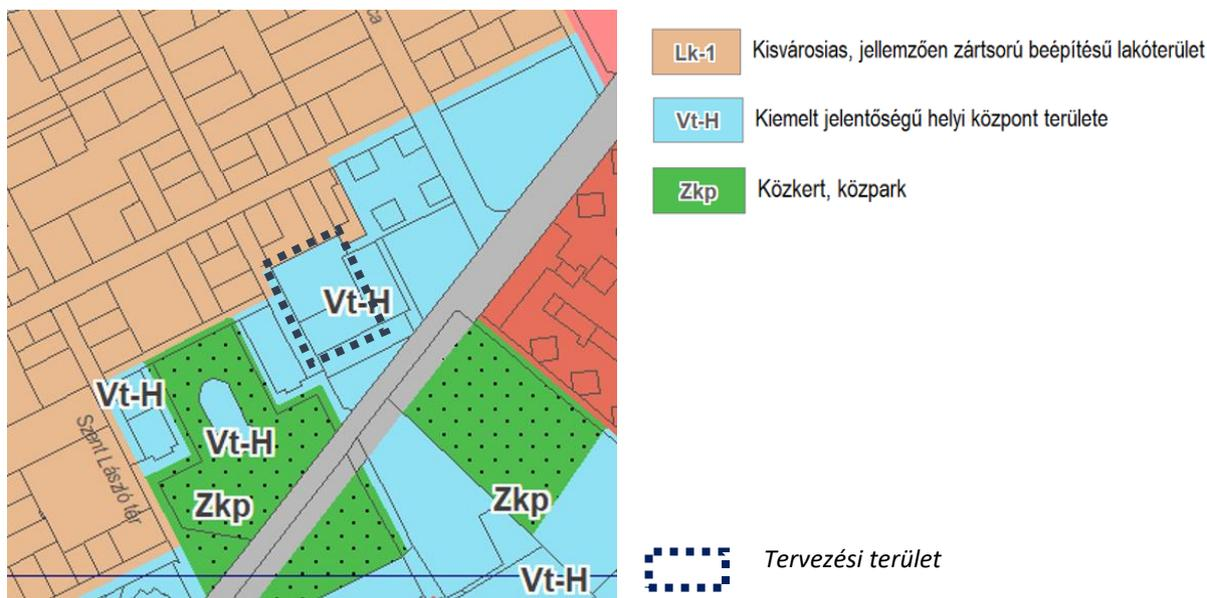 ca
Vt-H
Vt-H
Szent László tér
Vt-H
Zkp
Zkp
Vt-H
Lk-1 Kisvárosias, jellemzően zártsorú beépítésű lakóterület
Vt-H Kiemelt jelentőségű helyi központ területe
Zkp Közkert, közpark
Tervezési terület